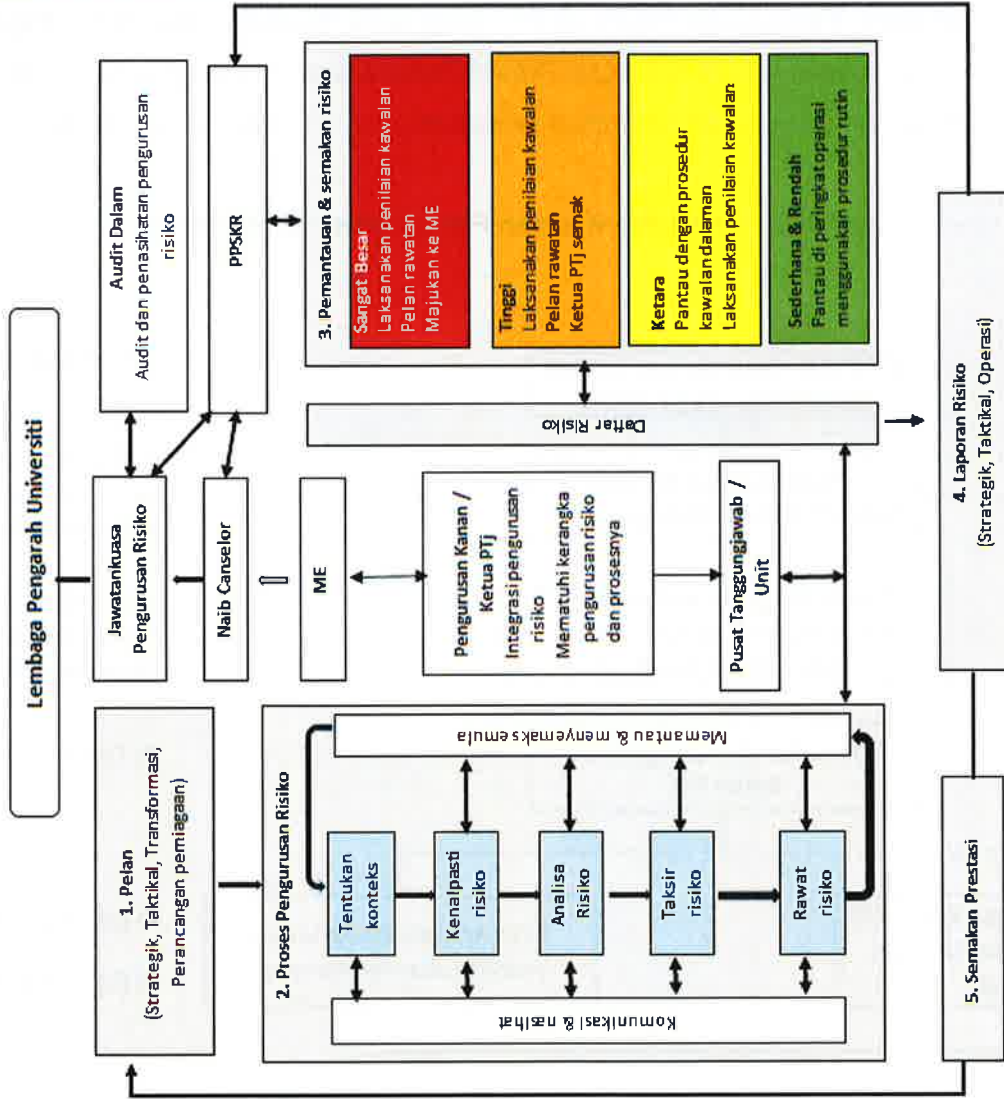 Lembaga Pengarah Universiti
1. Pelan
(Strategik, Taktikal, Transformasi,
Perancangan perniagaan)
Jawatankuasa
Pengurusan Risiko
Audit Dalam
Audit dan penasihatan pengurusan
risiko
Naib Canselor
PPSKR
ME
2. Proses Pengurusan Risiko
Komunikasi & nasihat
Tentukan
konteks
Kenalpasti
risiko
Analisa
Risiko
Taksir
risiko
Rawat
risiko
Memantau & menyemak semula
Pengurusan Kanan /
Ketua PTj
Integrasi pengurusan
risiko
Mematuhi kerangka
pengurusan risiko
dan prosesnya
Pusat Tanggungjawab /
Unit
Daftar Risiko
3. Pemantauan & semakan risiko
Sangat Besar
Laksanakan penilaian kawalan
Pelan rawatan
Majukan ke ME
Tinggi
Laksanakan penilaian kawalan
Pelan rawatan
Ketua PTj semak
Ketara
Pantau dengan prosedur
kawalan dalaman
Laksanakan penilaian kawalan
Sederhana & Rendah
Pantau di peringkat operasi
menggunakan prosedur rutin
5. Semakan Prestasi
4. Laporan Risiko
(Strategik, Taktikal, Operasi)